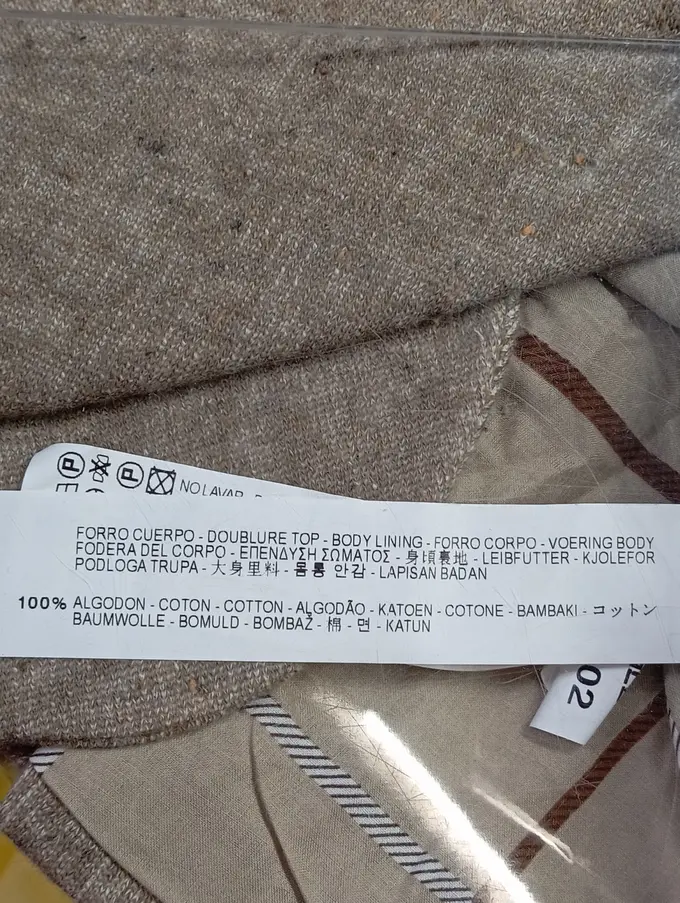 NO LAVAR
FORRO CUERPO - DOUBLURE TOP - BODY LINING - FORRO CORPO - VOERING BODY
FODERA DEL CORPO - ΕΠΕΝΔΥΣΗ ΣΩΜΑΤΟΣ - 身頃裏地 - LEIBFUTTER - KJOLEFOR
PODLOGA TRUPA - 大身里料 - 몸통 안감 - LAPISAN BADAN
100% ALGODON - COTON - COTTON - ALGODÃO - KATOEN - COTONE - BAMBAKI - コットン
BAUMWOLLE - BOMULD - BOMBAŽ - 棉 - 면 - KATUN
02